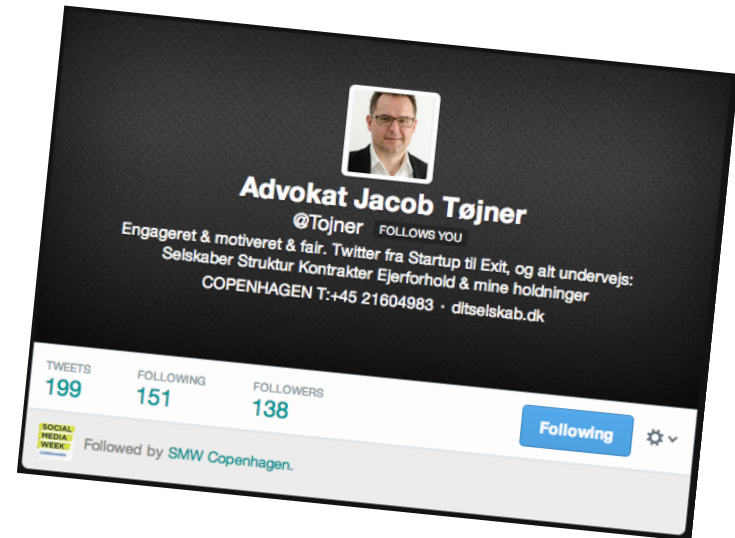 Advokat Jacob Tøjner
@Tojner FOLLOWS YOU
Engageret & motiveret & fair. Twitter fra Startup til Exit, og alt undervejs:
Selskaber Struktur Kontrakter Ejerforhold & mine holdninger
COPENHAGEN T:+45 21604983 · ditselskab.dk
TWEETS FOLLOWING FOLLOWERS
199 151 138
Following
SOCIAL
MEDIA
WEEK
COPENHAGEN
Followed by SMW Copenhagen.